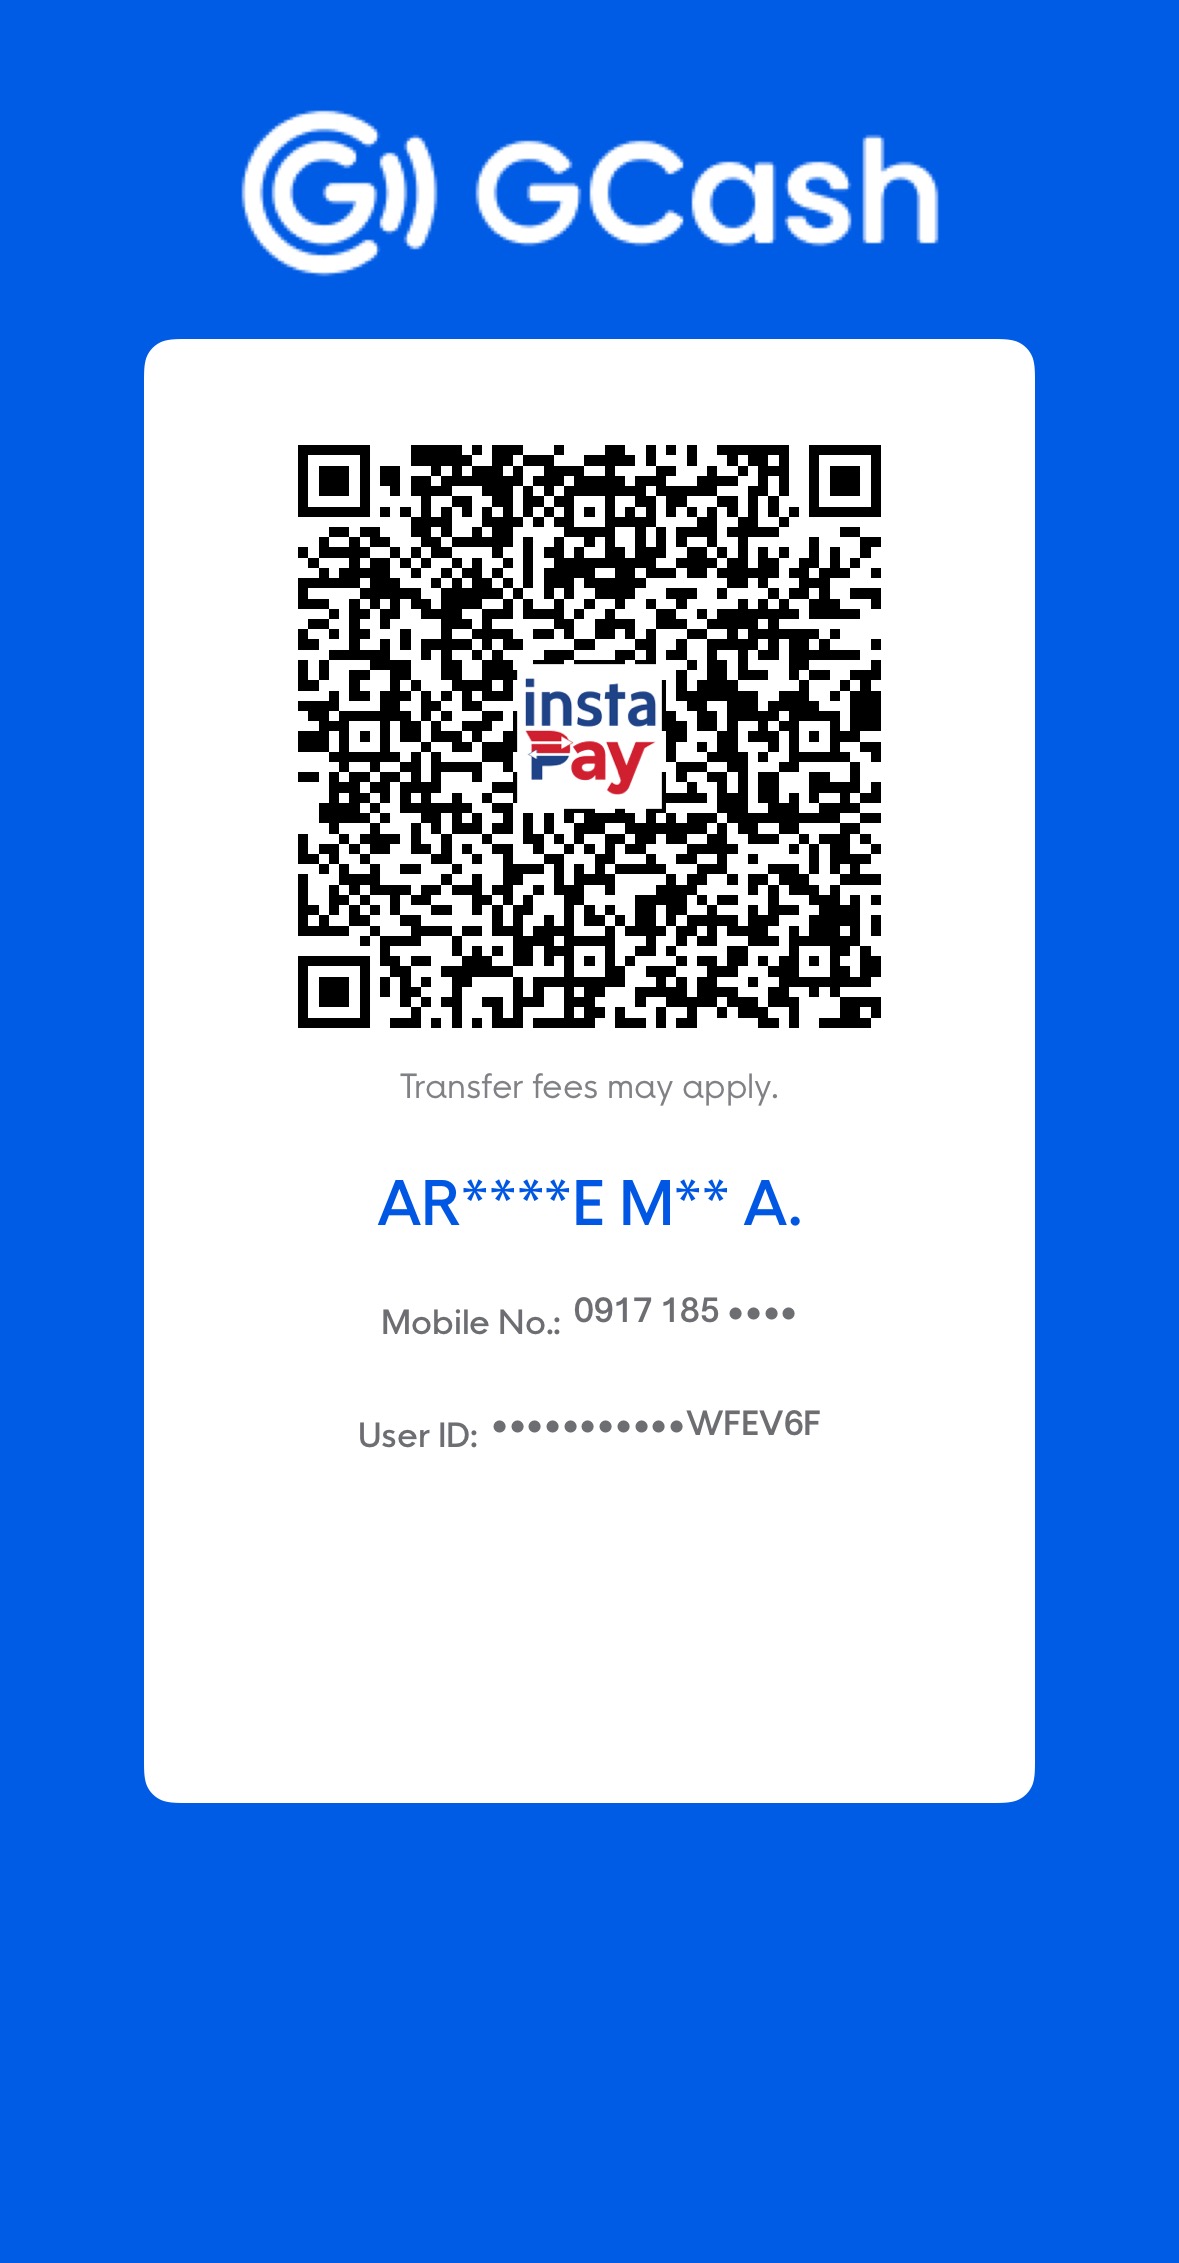 GCash
insta
Pay
Transfer fees may apply.
AR****E M** A.
Mobile No.: 0917 185 ••••
User ID: •••••••••••WFEV6F